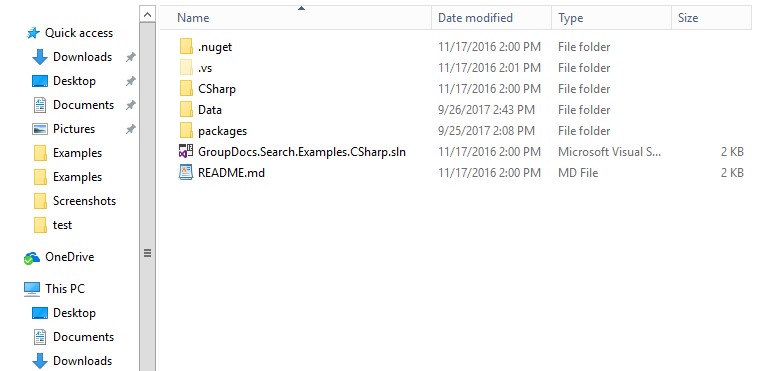 Quick access
Downloads
Desktop
Documents
Pictures
Examples
Examples
Screenshots
test
OneDrive
This PC
Desktop
Documents
Downloads
Name Date modified Type Size
.nuget 11/17/2016 2:00 PM File folder
.vs 11/17/2016 2:01 PM File folder
CSharp 11/17/2016 2:00 PM File folder
Data 9/26/2017 2:43 PM File folder
packages 9/25/2017 2:08 PM File folder
GroupDocs.Search.Examples.CSharp.sln 11/17/2016 2:00 PM Microsoft Visual S... 2 KB
README.md 11/17/2016 2:00 PM MD File 2 KB